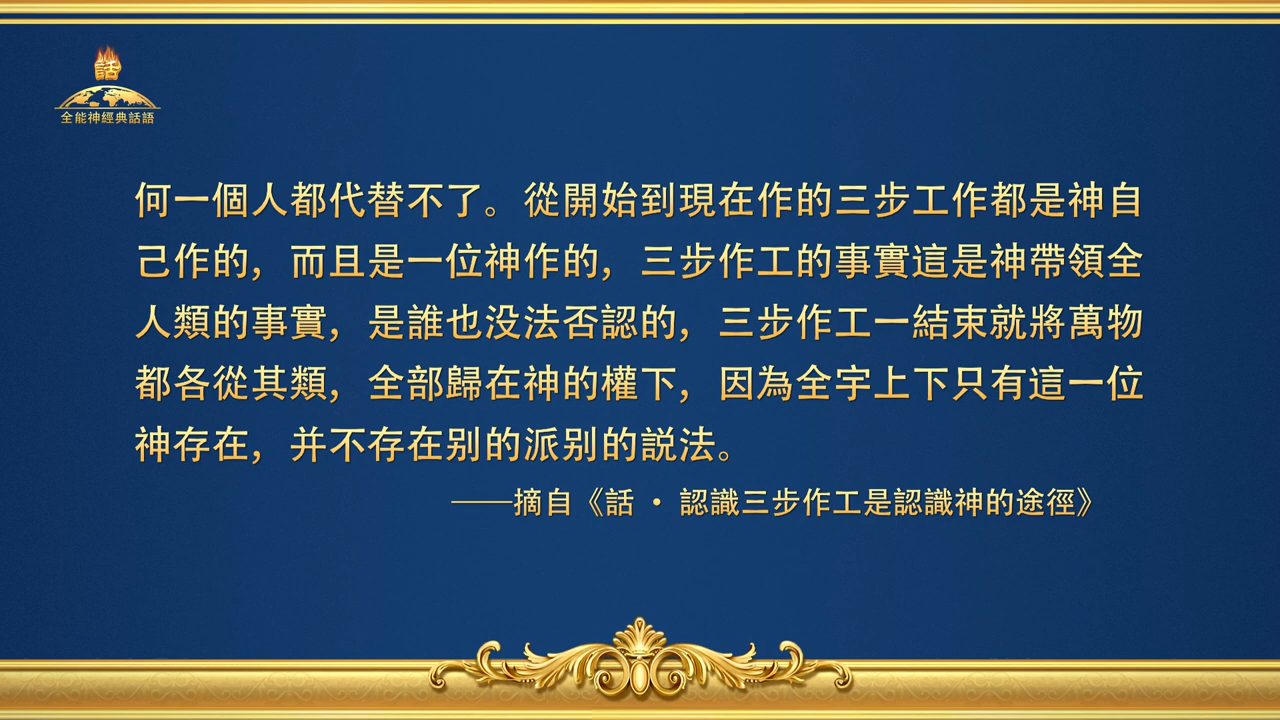 話
全能神經典話語
何一個人都代替不了。從開始到現在作的三步工作都是神自
己作的，而且是一位神作的，三步作工的事實這是神帶領全
人類的事實，是誰也没法否認的，三步作工一結束就將萬物
都各從其類，全部歸在神的權下，因為全宇上下只有這一位
神存在，并不存在别的派别的説法。
——摘自《話 · 認識三步作工是認識神的途徑》